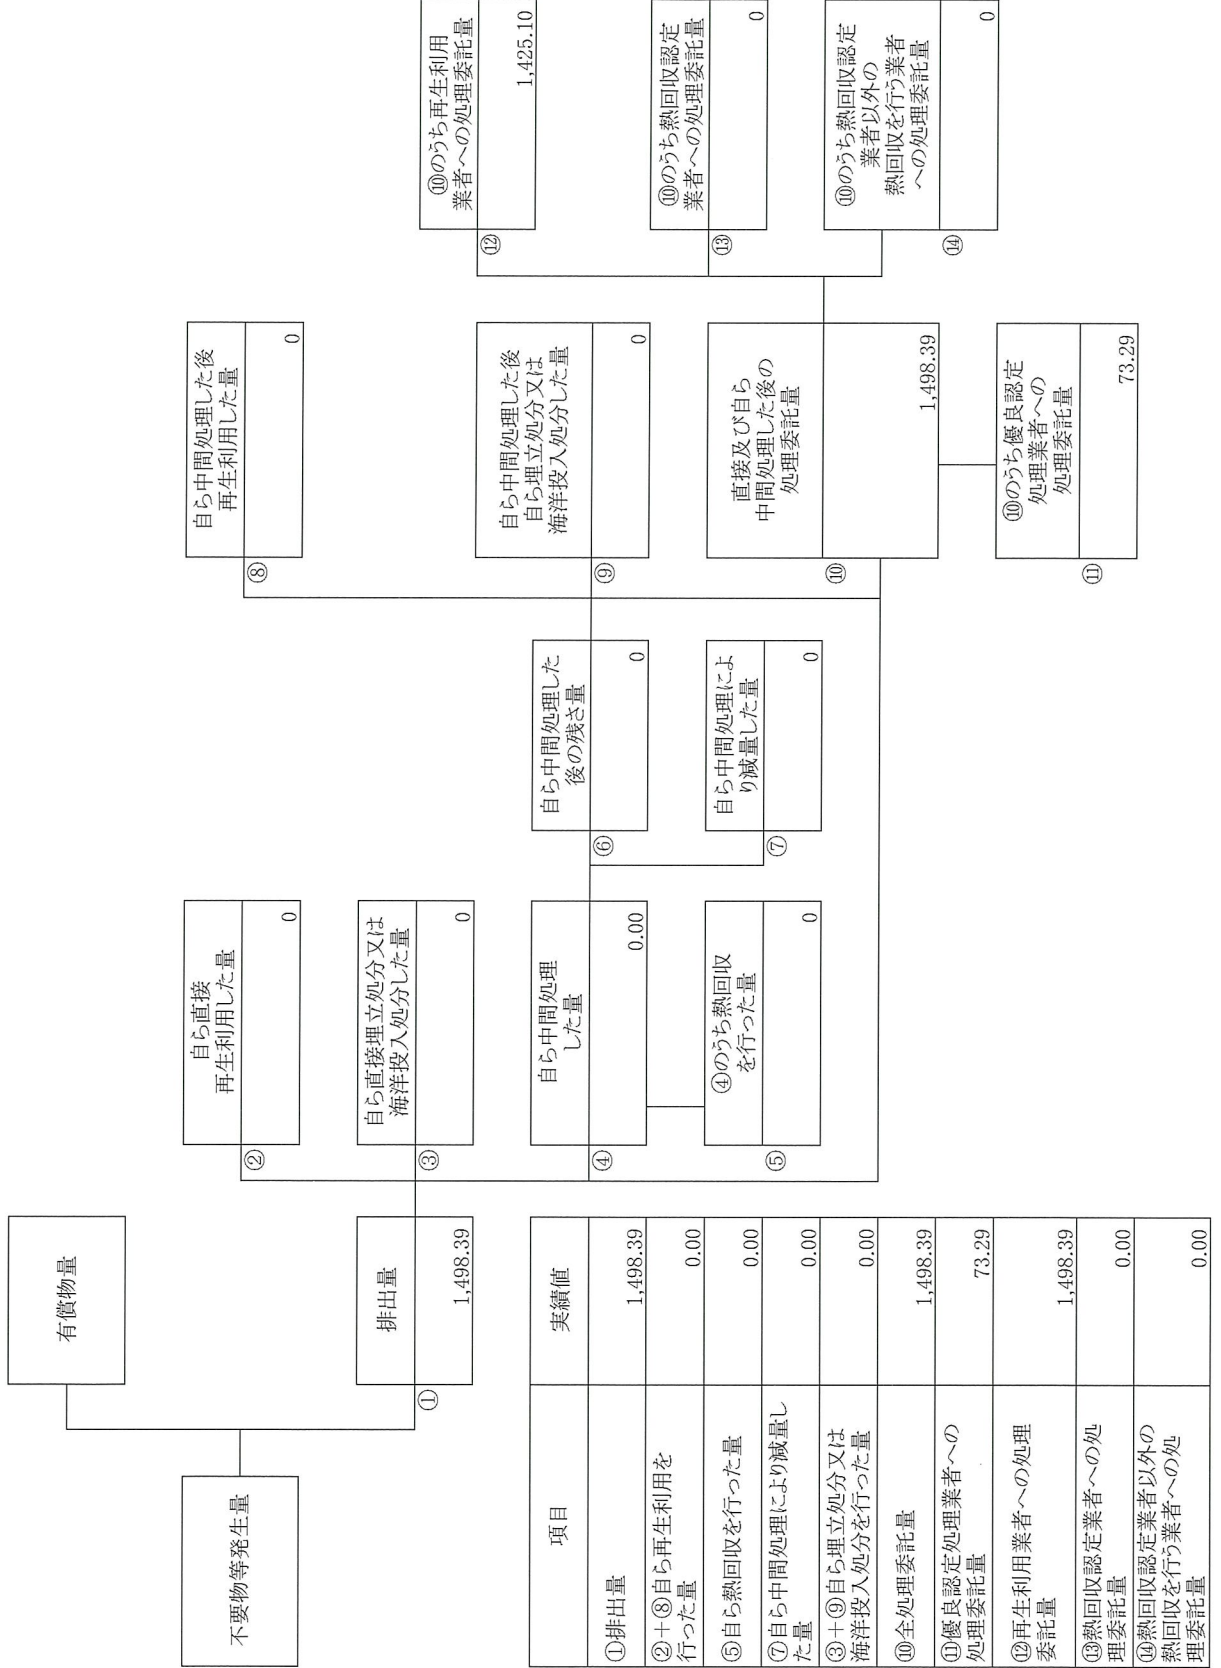 不要物等発生量
有償物量
①
排出量
1,498.39
②
自ら直接
再生利用した量
0
③
自ら直接埋立処分又は
海洋投入処分した量
0
④
自ら中間処理
した量
0.00
⑤
④のうち熱回収
を行った量
0
⑥
自ら中間処理した
後の残さ量
0
⑦
自ら中間処理によ
り減量した量
0
⑧
自ら中間処理した後
再生利用した量
0
⑨
自ら中間処理した後
自ら埋立処分又は
海洋投入処分した量
0
⑩
直接及び自ら
中間処理した後の
処理委託量
1,498.39
⑪
⑩のうち優良認定
処理業者への
処理委託量
73.29
⑫
⑩のうち再生利用
業者への処理委託量
1,425.10
⑬
⑩のうち熱回収認定
業者への処理委託量
0
⑭
⑩のうち熱回収認定
業者以外の
熱回収を行う業者
への処理委託量
0
項目 実績値
①排出量 1,498.39
②+⑧自ら再生利用を
行った量 0.00
⑤自ら熱回収を行った量 0.00
⑦自ら中間処理により減量し
た量 0.00
③+⑨自ら埋立処分又は
海洋投入処分を行った量 0.00
⑩全処理委託量 1,498.39
⑪優良認定処理業者への
処理委託量 73.29
⑫再生利用業者への処理
委託量 1,498.39
⑬熱回収認定業者への処
理委託量 0.00
⑭熱回収認定業者以外の
熱回収を行う業者への処
理委託量 0.00